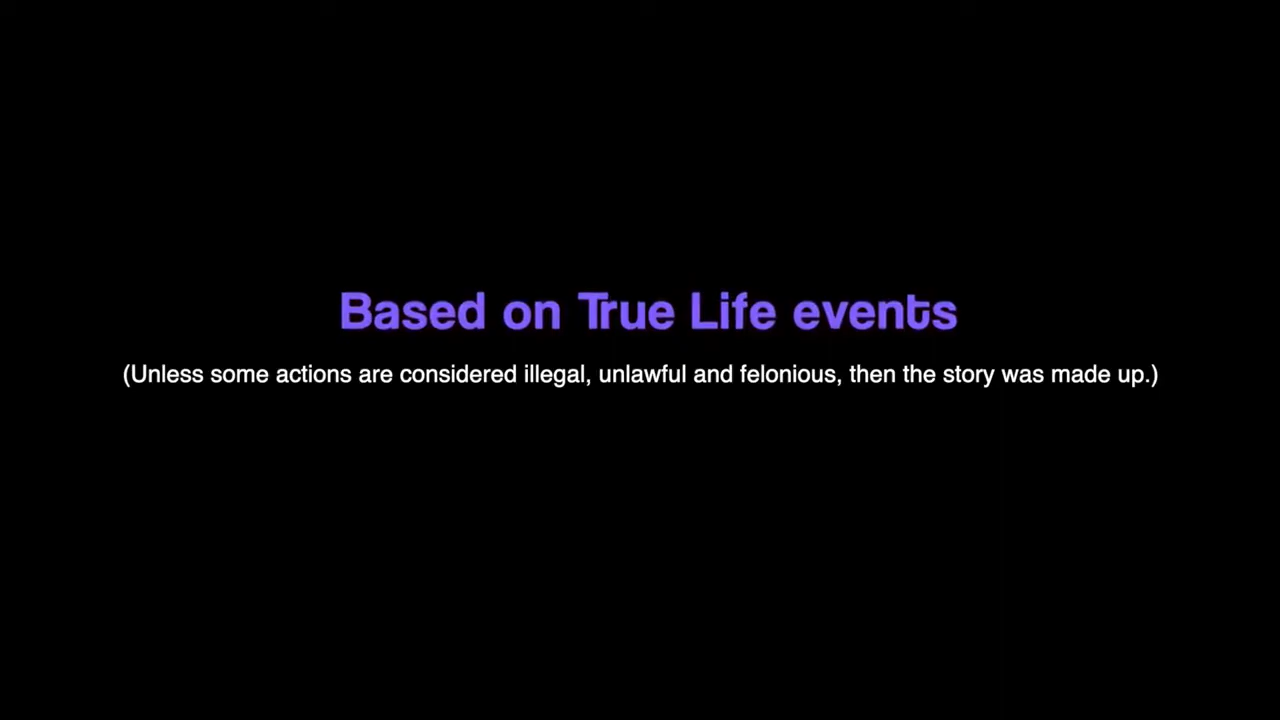 Based on True Life events
(Unless some actions are considered illegal, unlawful and felonious, then the story was made up.)